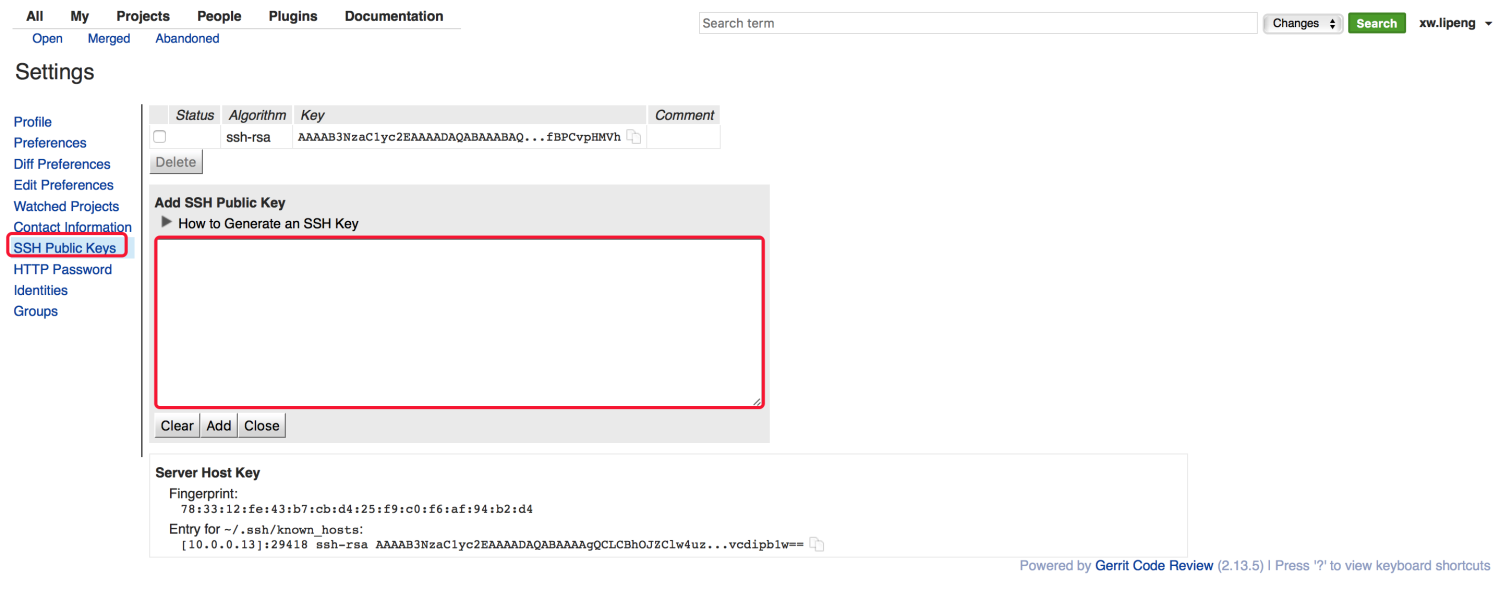 All My Projects People Plugins Documentation
Search term Changes Search xw.lipeng
Open Merged Abandoned
Settings
Profile
Preferences
Diff Preferences
Edit Preferences
Watched Projects
Contact Information
SSH Public Keys
HTTP Password
Identities
Groups
Status Algorithm Key Comment
ssh-rsa AAAAB3NzaC1yc2EAAAADAQABAAABAQ...fBPCvpHMVh
Delete
Add SSH Public Key
How to Generate an SSH Key
Clear Add Close
Server Host Key
Fingerprint:
78:33:12:fe:43:b7:cb:d4:25:f9:c0:f6:af:94:b2:d4
Entry for ~/.ssh/known_hosts:
[10.0.0.13]:29418 ssh-rsa AAAAB3NzaC1yc2EAAAADAQABAAAAgQCLCBhOJZClw4uz...vcdipb1w==
Powered by Gerrit Code Review (2.13.5) | Press '?' to view keyboard shortcuts